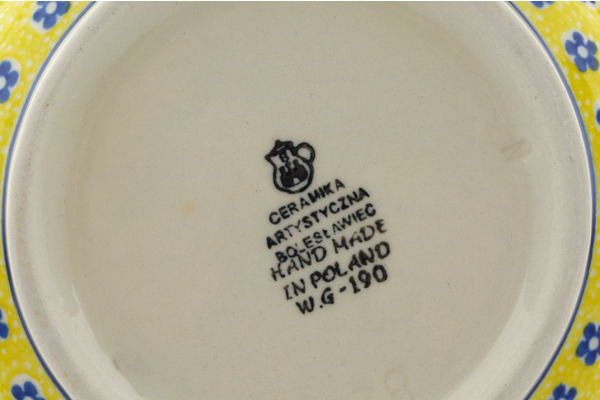 CERAMIKA
ARTYSTYCZNA
BOLESŁAWIEC
HAND MADE
IN POLAND
W.G-190